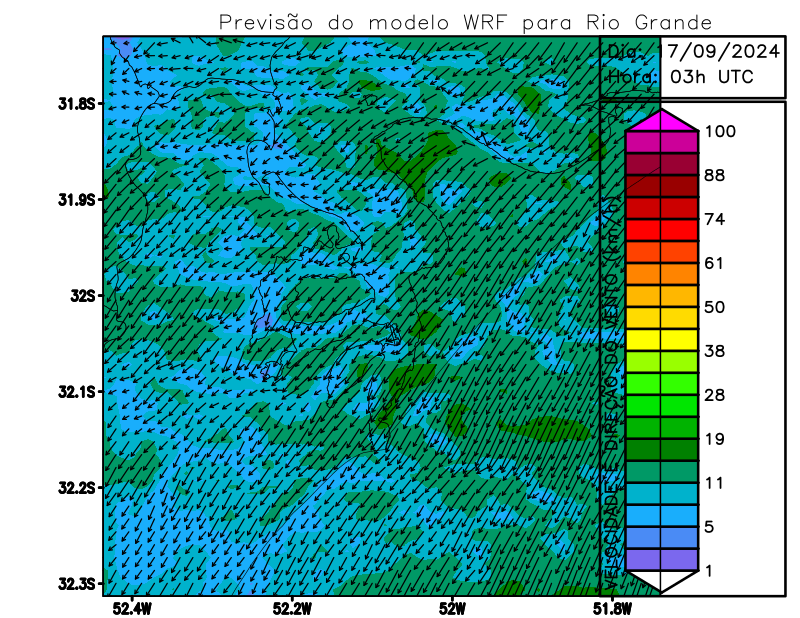 Previsão do modelo WRF para Rio Grande
Dia: 17/09/2024
Hora: 03h UTC
31.8S
31.9S
32S
32.1S
32.2S
32.3S
52.4W
52.2W
52W
51.8W
VELOCIDADE E DIREÇÃO DO VENTO (km/h)
100
88
74
61
50
38
28
19
11
5
1